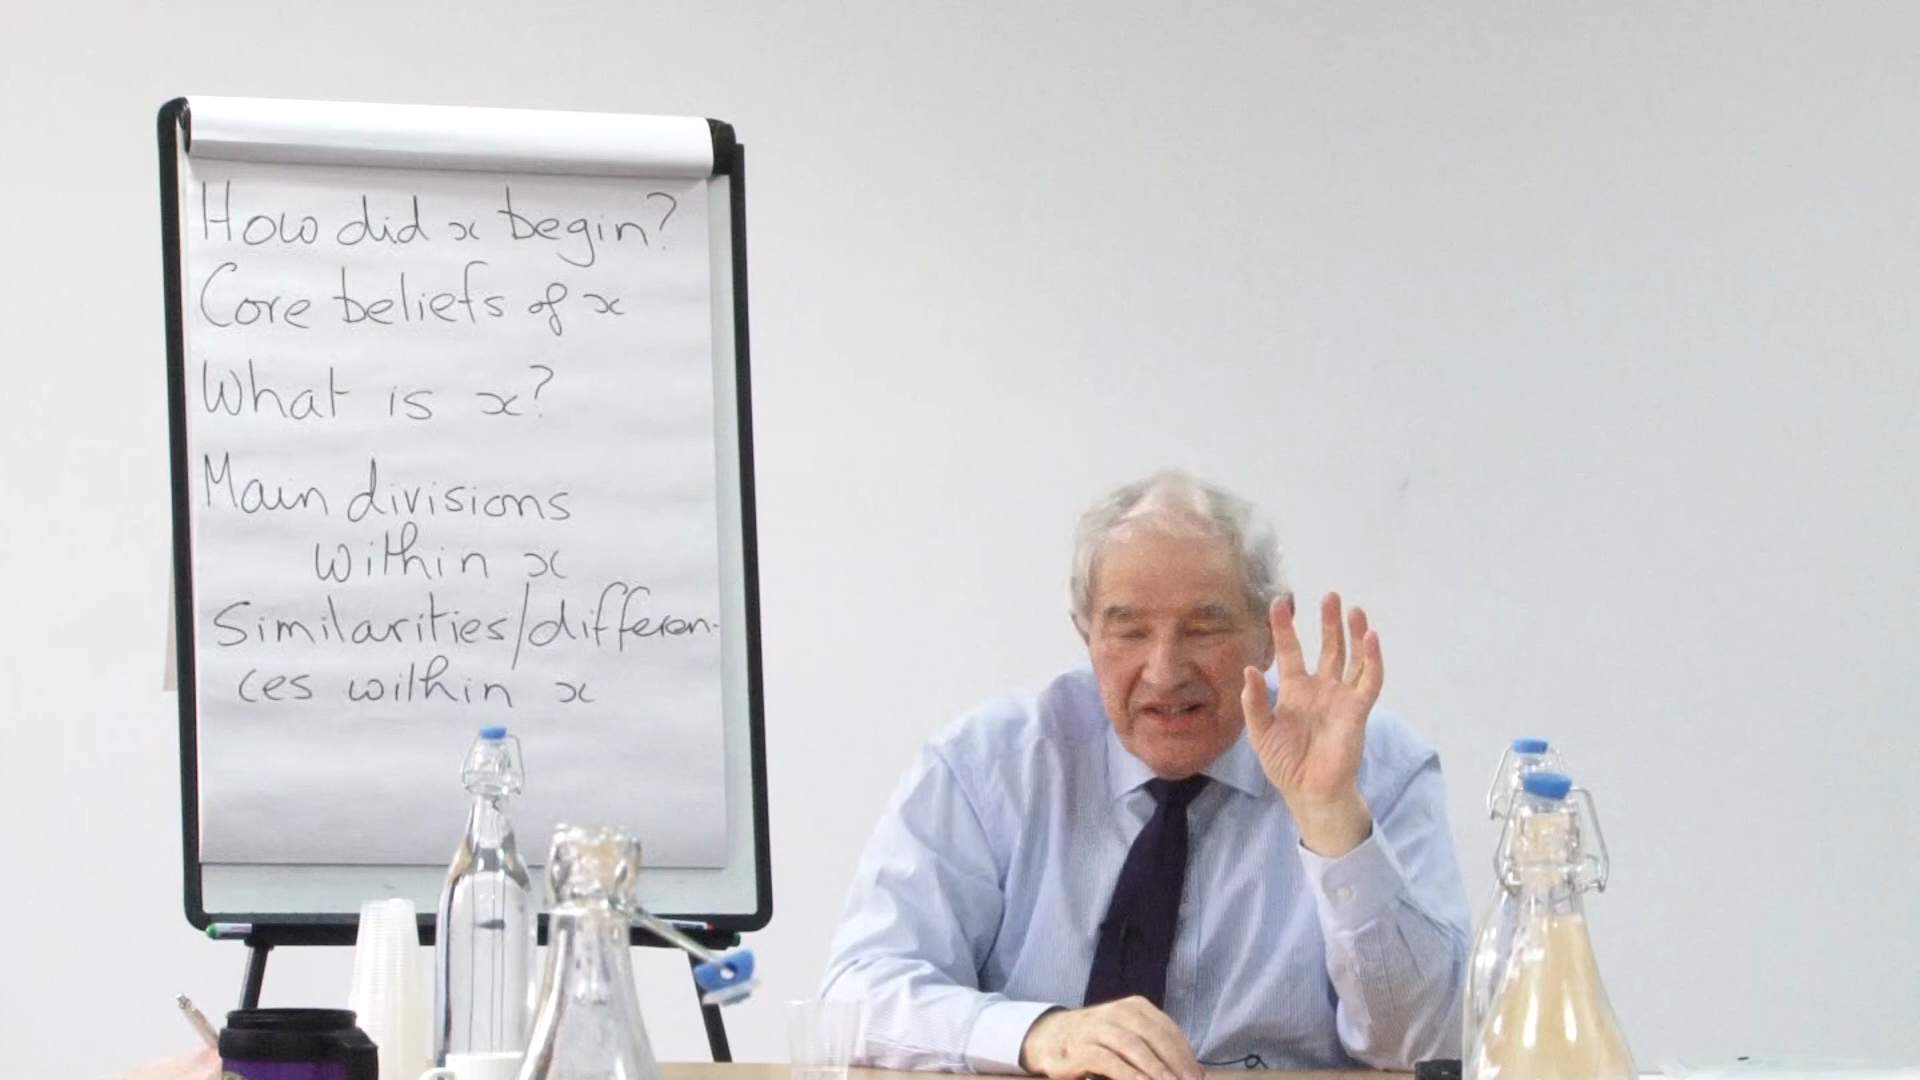 How did x begin?
Core beliefs of x
What is x?
Main divisions
within x
Similarities/differen-
ces within x